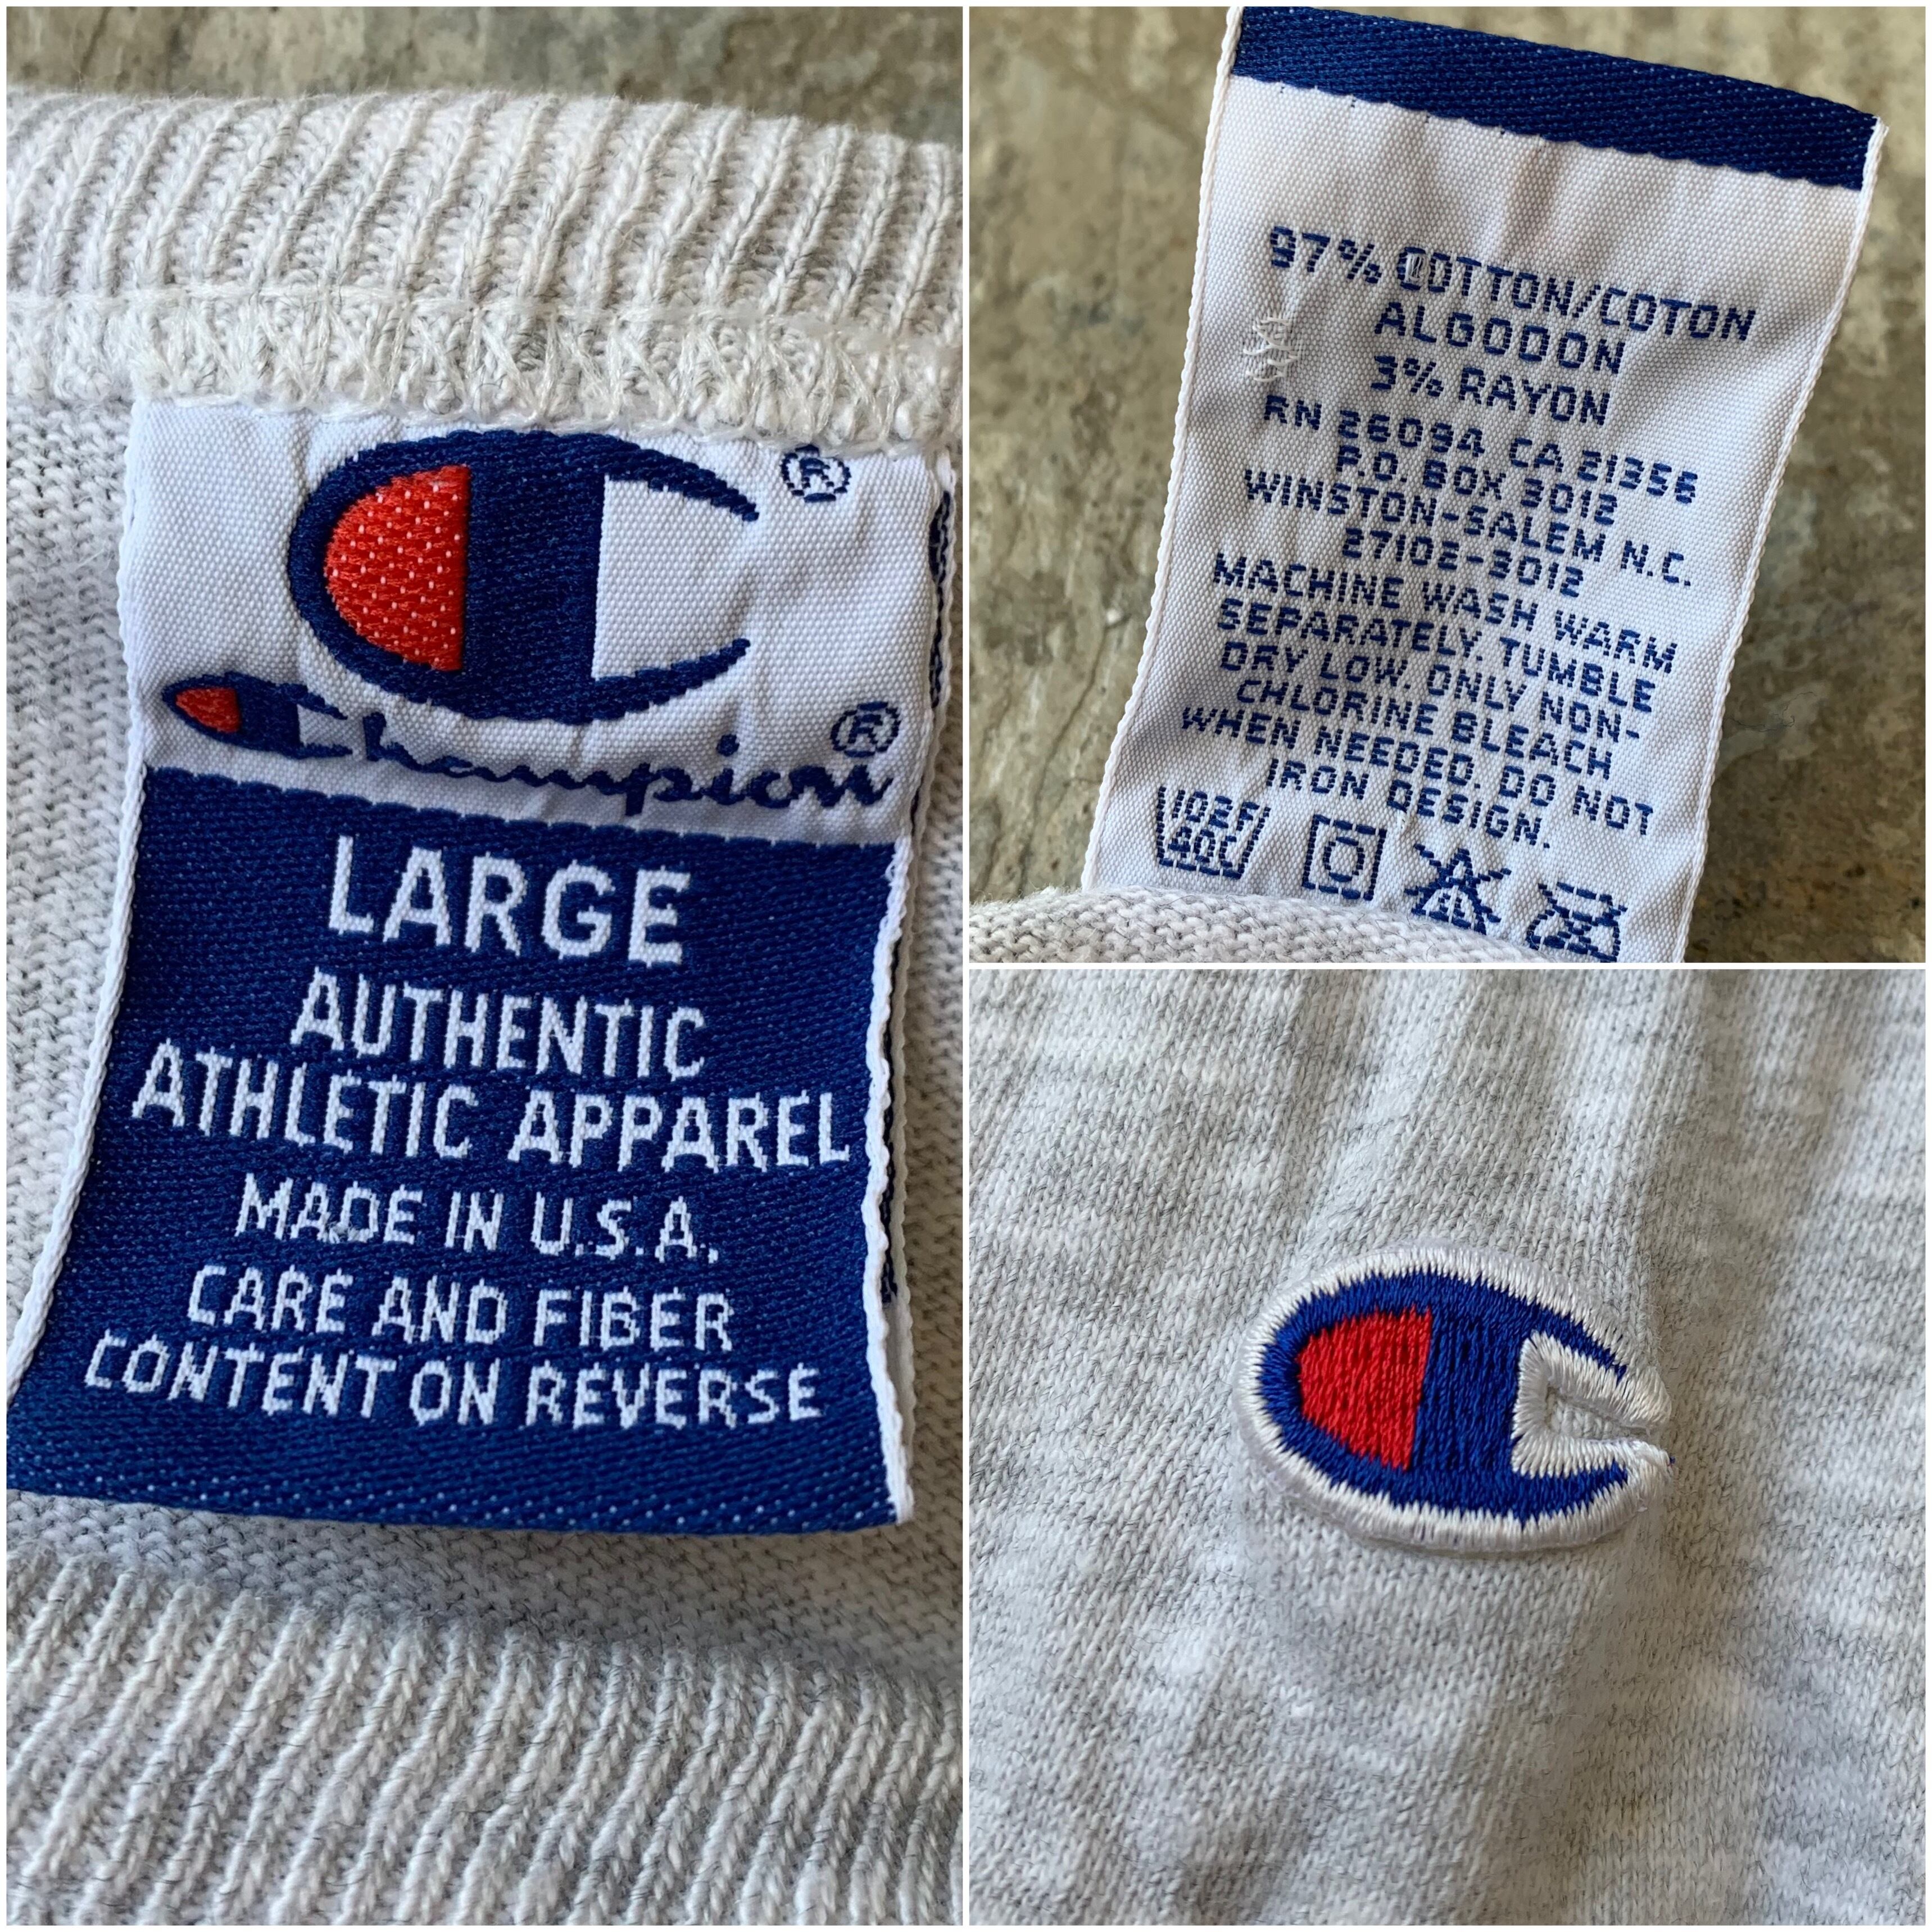 ®
Champion ®
LARGE
AUTHENTIC
ATHLETIC APPAREL
MADE IN U.S.A.
CARE AND FIBER
CONTENT ON REVERSE
97% COTTON/COTON
ALGODON
3% RAYON
RN 26094 CA 21356
P.O. BOX 3012
WINSTON-SALEM N.C.
27102-3012
MACHINE WASH WARM
SEPARATELY. TUMBLE
DRY LOW. ONLY NON-
CHLORINE BLEACH
WHEN NEEDED. DO NOT
IRON DESIGN.
102F
40C